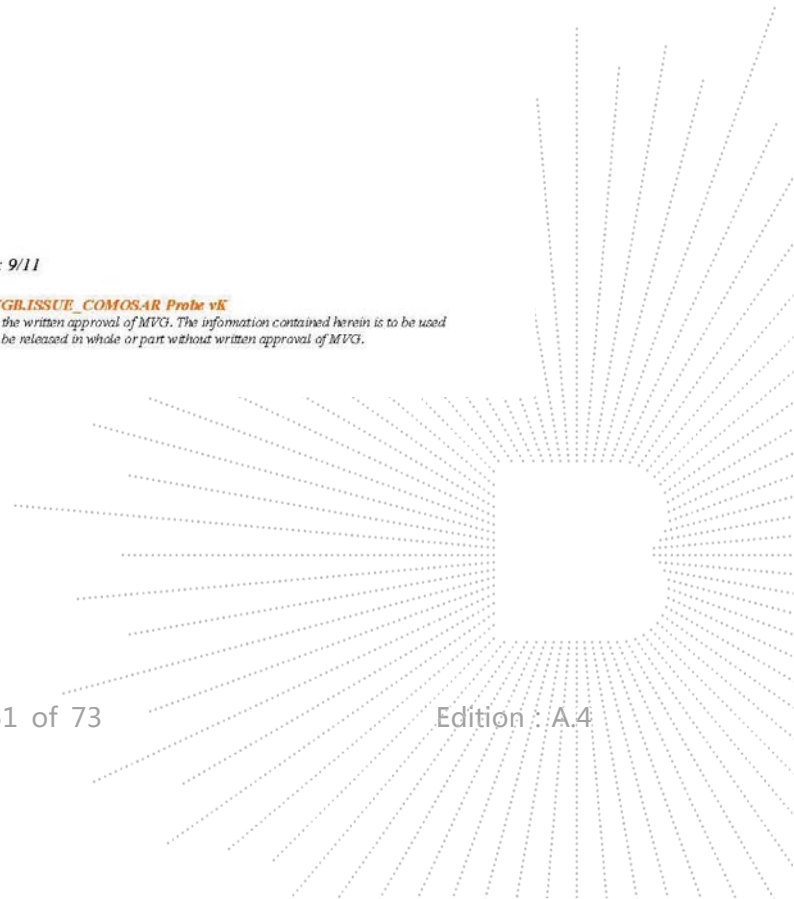 : 9/11
GB.ISSUE_COMOSAR Probe vK
the written approval of MVG. The information contained herein is to be used
be released in whole or part without written approval of MVG.
1 of 73 Edition : A.4